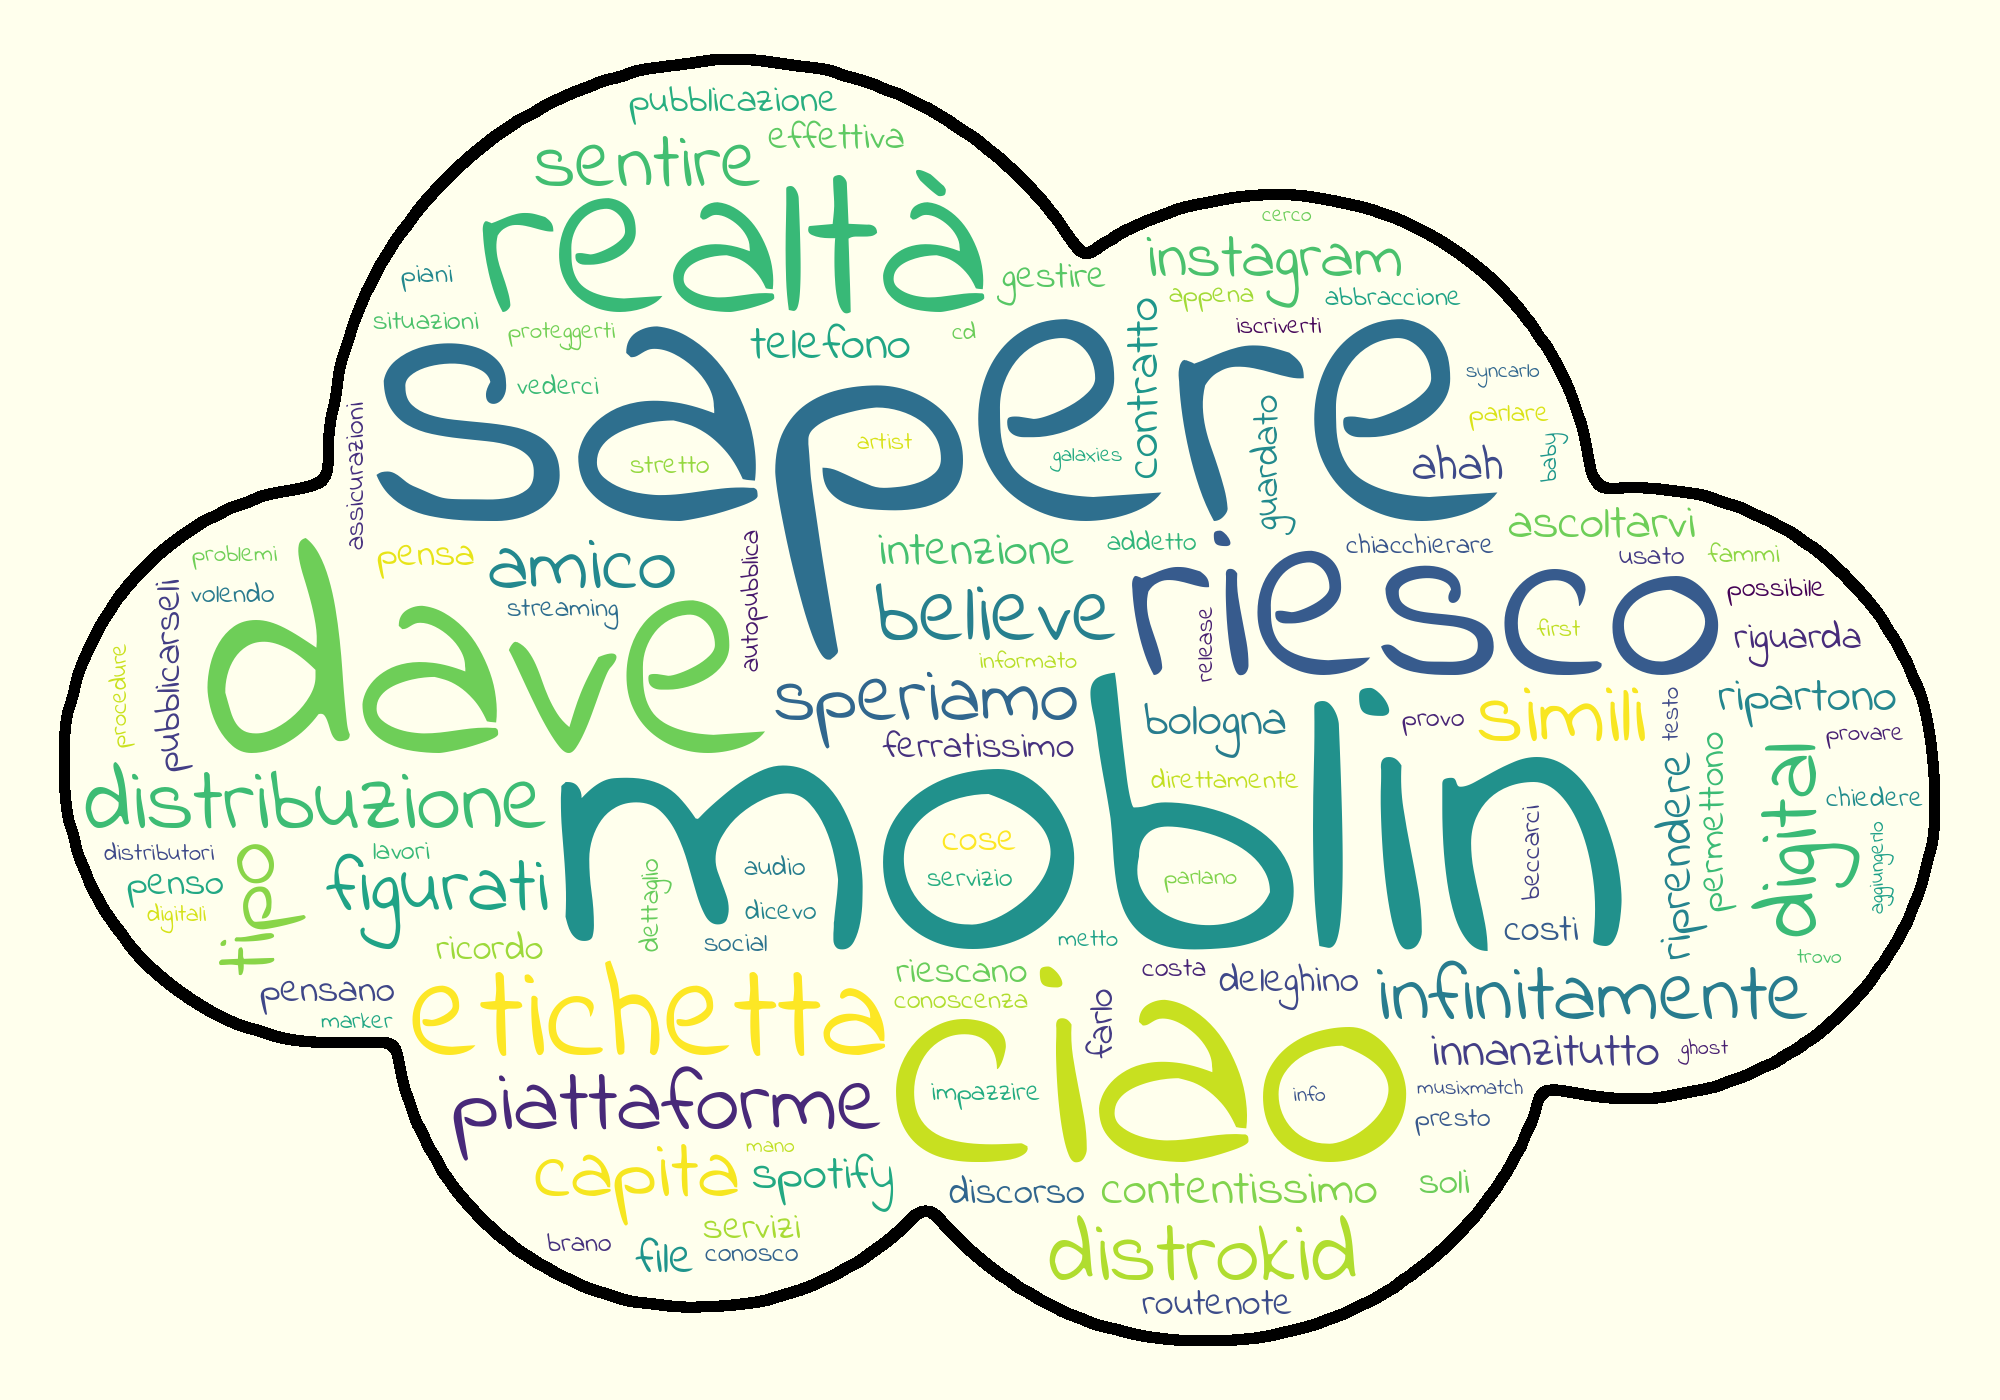 pubblicazione
effettiva
sentire
realtà
cerco
instagram
piani
gestire
appena
abbraccione
situazioni
proteggerti
telefono
cd
contratto
iscriverti
sapere
vederci
syncarlo
artist
stretto
galaxies
guardato
parlare
ahah
baby
assicurazioni
ascoltarvi
problemi
pensa
amico
intenzione
addetto
chiacchierare
usato
fammi
volendo
streaming
autopubblica
believe
riesco
possibile
pubblicarseli
dave
release
first
riguarda
procedure
informato
speriamo
bologna
provo
simili
testo
ripartono
ferratissimo
provare
direttamente
distribuzione
moblin
riprendere
permettono
digital
chiedere
distributori
lavori
cose
beccarci
aggiungerlo
tipo
penso
figurati
dettaglio
audio
servizio
parlano
digitali
dicevo
ricordo
social
metto
costi
trovo
pensano
etichetta
riescano
costa
deleghino
infinitamente
marker
conoscenza
farlo
ciao
innanzitutto
ghost
piattaforme
impazzire
info
musixmatch
presto
mano
capita
spotify
discorso
contentissimo
soli
servizi
brano
file
conosco
distrokid
routenote